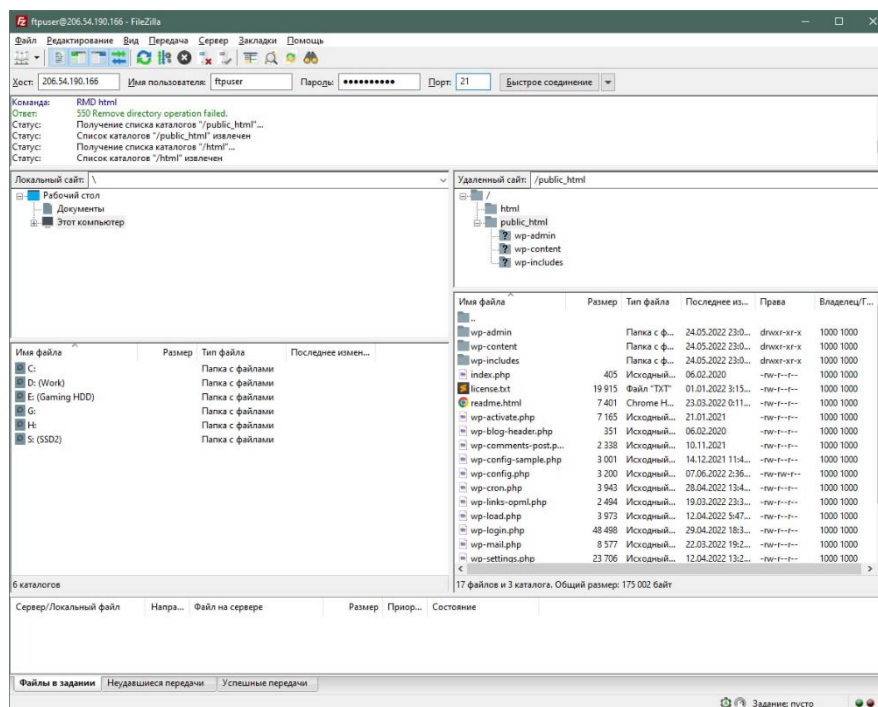 ftpuser@206.54.190.166 - FileZilla
Файл Редактирование Вид Передача Сервер Закладки Помощь
Хост: 206.54.190.166 Имя пользователя: ftpuser Пароль: ●●●●●●●●●● Порт: 21 Быстрое соединение
Команда: RMD html
Ответ: 550 Remove directory operation failed.
Статус: Получение списка каталогов "/public_html"...
Статус: Список каталогов "/public_html" извлечен
Статус: Получение списка каталогов "/html"...
Статус: Список каталогов "/html" извлечен
Локальный сайт: \
Рабочий стол
Документы
Этот компьютер
Имя файла Размер Тип файла Последнее измен...
C: Папка с файлами
D: (Work) Папка с файлами
E: (Gaming HDD) Папка с файлами
G: Папка с файлами
H: Папка с файлами
S: (SSD2) Папка с файлами
6 каталогов
Удаленный сайт: /public_html
/
html
public_html
wp-admin
wp-content
wp-includes
Имя файла Размер Тип файла Последнее из... Права Владелец/Г...
..
wp-admin Папка с ф... 24.05.2022 23:0... drwxr-xr-x 1000 1000
wp-content Папка с ф... 24.05.2022 23:0... drwxr-xr-x 1000 1000
wp-includes Папка с ф... 24.05.2022 23:0... drwxr-xr-x 1000 1000
index.php 405 Исходный... 06.02.2020 -rw-r--r-- 1000 1000
license.txt 19 915 Файл "TXT" 01.01.2022 3:15... -rw-r--r-- 1000 1000
readme.html 7 401 Chrome H... 23.03.2022 0:11... -rw-r--r-- 1000 1000
wp-activate.php 7 165 Исходный... 21.01.2021 -rw-r--r-- 1000 1000
wp-blog-header.php 351 Исходный... 06.02.2020 -rw-r--r-- 1000 1000
wp-comments-post.p... 2 338 Исходный... 10.11.2021 -rw-r--r-- 1000 1000
wp-config-sample.php 3 001 Исходный... 14.12.2021 11:4... -rw-r--r-- 1000 1000
wp-config.php 3 200 Исходный... 07.06.2022 2:36... -rw-rw-r-- 1000 1000
wp-cron.php 3 943 Исходный... 28.04.2022 13:4... -rw-r--r-- 1000 1000
wp-links-opml.php 2 494 Исходный... 19.03.2022 23:3... -rw-r--r-- 1000 1000
wp-load.php 3 973 Исходный... 12.04.2022 5:47... -rw-r--r-- 1000 1000
wp-login.php 48 498 Исходный... 29.04.2022 18:3... -rw-r--r-- 1000 1000
wp-mail.php 8 577 Исходный... 22.03.2022 19:2... -rw-r--r-- 1000 1000
wp-settings.php 23 706 Исходный... 12.04.2022 13:2... -rw-r--r-- 1000 1000
17 файлов и 3 каталога. Общий размер: 175 002 байт
Сервер/Локальный файл Напра... Файл на сервере Размер Приор... Состояние
Файлы в задании Неудавшиеся передачи Успешные передачи
Задание: пусто